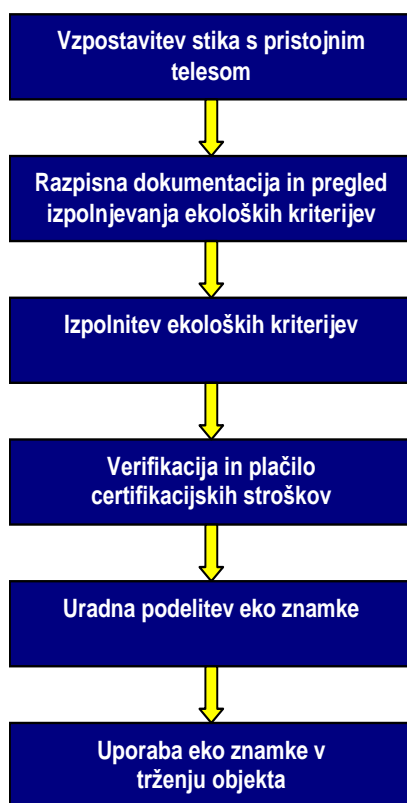 Vzpostavitev stika s pristojnim
telesom
Razpisna dokumentacija in pregled
izpolnjevanja ekoloških kriterijev
Izpolnitev ekoloških kriterijev
Verifikacija in plačilo
certifikacijskih stroškov
Uradna podelitev eko znamke
Uporaba eko znamke v
trženju objekta